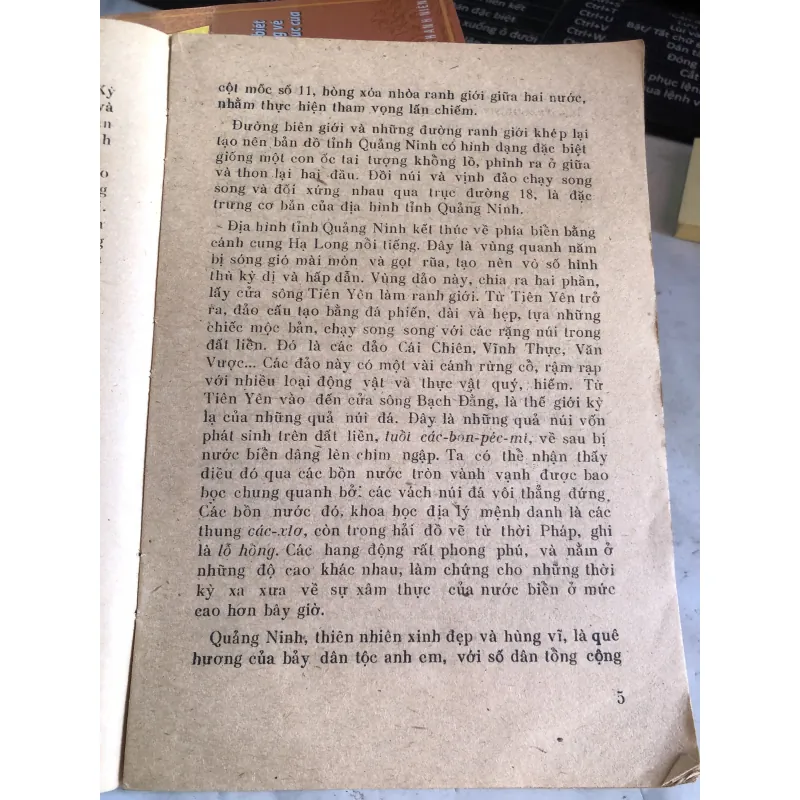 cột mốc số 11, hòng xóa nhòa ranh giới giữa hai nước,
nhằm thực hiện tham vọng lấn chiếm.
Đường biên giới và những đường ranh giới khép lại
tạo nên bản đồ tỉnh Quảng Ninh có hình dạng đặc biệt
giống một con ốc tai tượng khổng lồ, phình ra ở giữa
và thon lại hai đầu. Đồi núi và vịnh đảo chạy song
song và đối xứng nhau qua trục đường 18, là đặc
trưng cơ bản của địa hình tỉnh Quảng Ninh.
Địa hình tỉnh Quảng Ninh kết thúc về phía biển bằng
cánh cung Hạ Long nổi tiếng. Đây là vùng quanh năm
bị sóng gió mài mòn và gọt rũa, tạo nên vô số hình
thù kỳ dị và hấp dẫn. Vùng đảo này, chia ra hai phần,
lấy cửa sông Tiên Yên làm ranh giới. Từ Tiên Yên trở
ra, đảo cấu tạo bằng đá phiến, dài và hẹp, tựa những
chiếc mộc bản, chạy song song với các rặng núi trong
đất liền. Đó là các đảo Cái Chiên, Vĩnh Thực, Văn
Vược... Các đảo này có một vài cánh rừng cổ, rậm rạp
với nhiều loại động vật và thực vật quý, hiếm. Từ
Tiên Yên vào đến cửa sông Bạch Đằng, là thế giới kỳ
lạ của những quả núi đá. Đây là những quả núi vốn
phát sinh trên đất liền, tuổi các-bon-péc-mi, về sau bị
nước biển dâng lên chìm ngập. Ta có thể nhận thấy
điều đó qua các bồn nước tròn vành vạnh được bao
bọc chung quanh bởi các vách núi đá vôi thẳng đứng.
Các bồn nước đó, khoa học địa lý mệnh danh là các
thung các-xlơ, còn trong hải đồ vẽ từ thời Pháp, ghi
là lỗ hổng. Các hang động rất phong phú, và nằm ở
những độ cao khác nhau, làm chứng cho những thời
kỳ xa xưa về sự xâm thực của nước biển ở mức
cao hơn bây giờ.
Quảng Ninh, thiên nhiên xinh đẹp và hùng vĩ, là quê
hương của bảy dân tộc anh em, với số dân tổng cộng
5